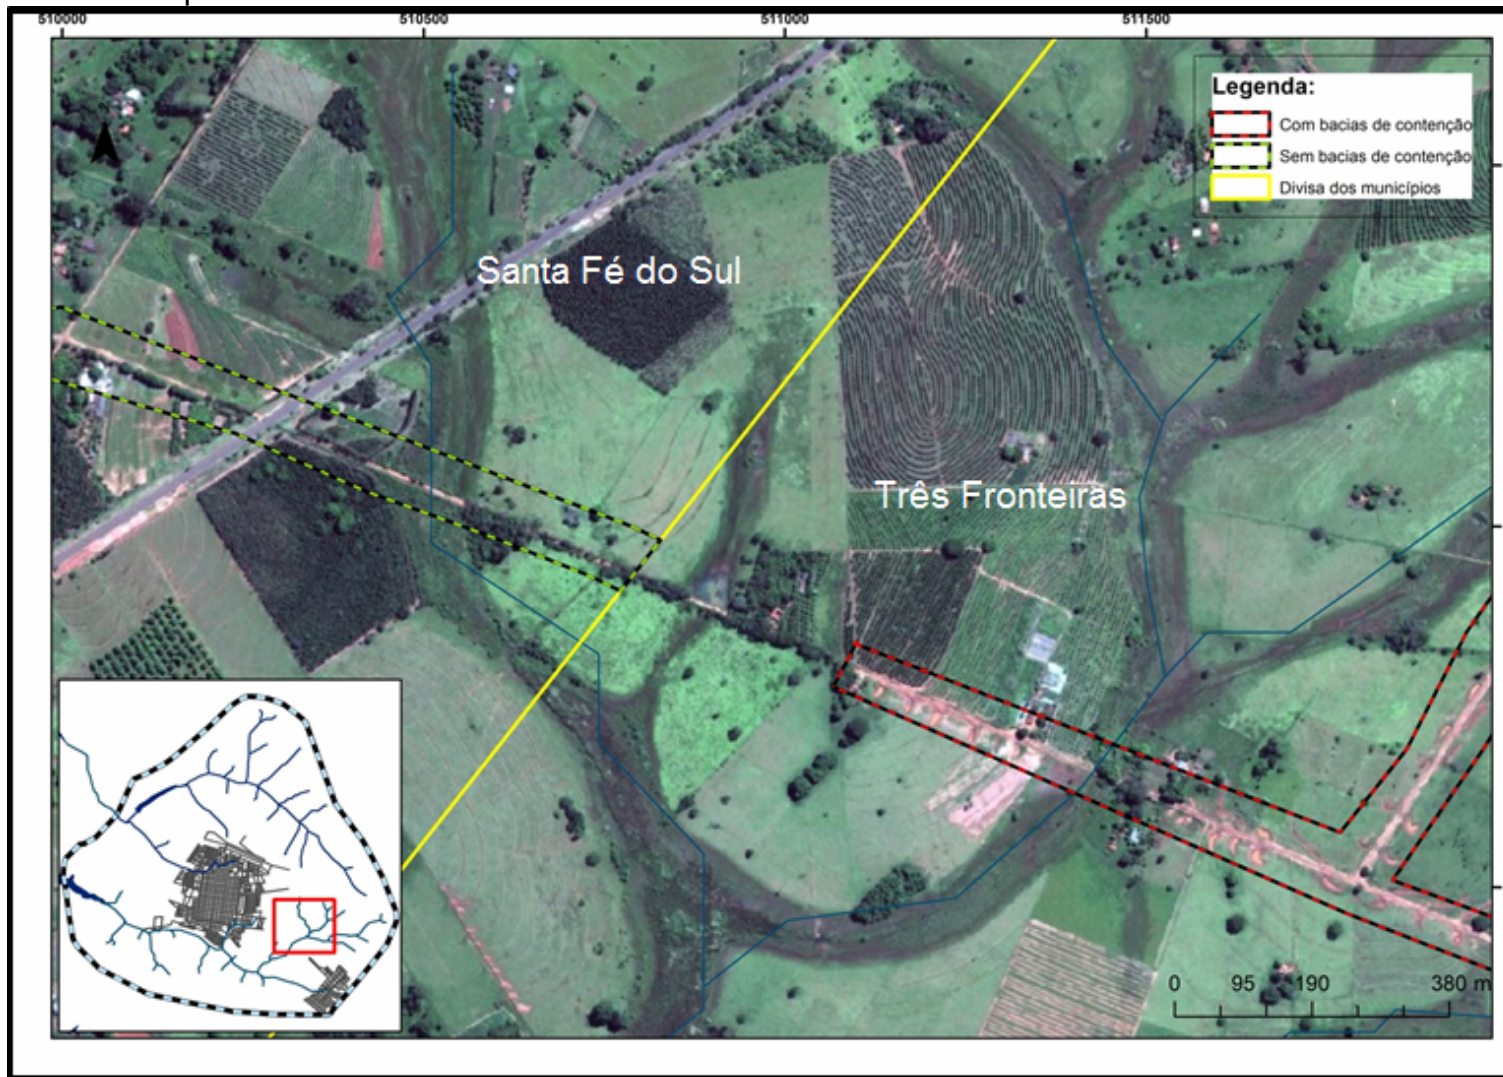 510000 510500 511000 511500
Legenda:
Com bacias de contenção
Sem bacias de contenção
Divisa dos municípios
Santa Fé do Sul
Três Fronteiras
0 95 190 380 m